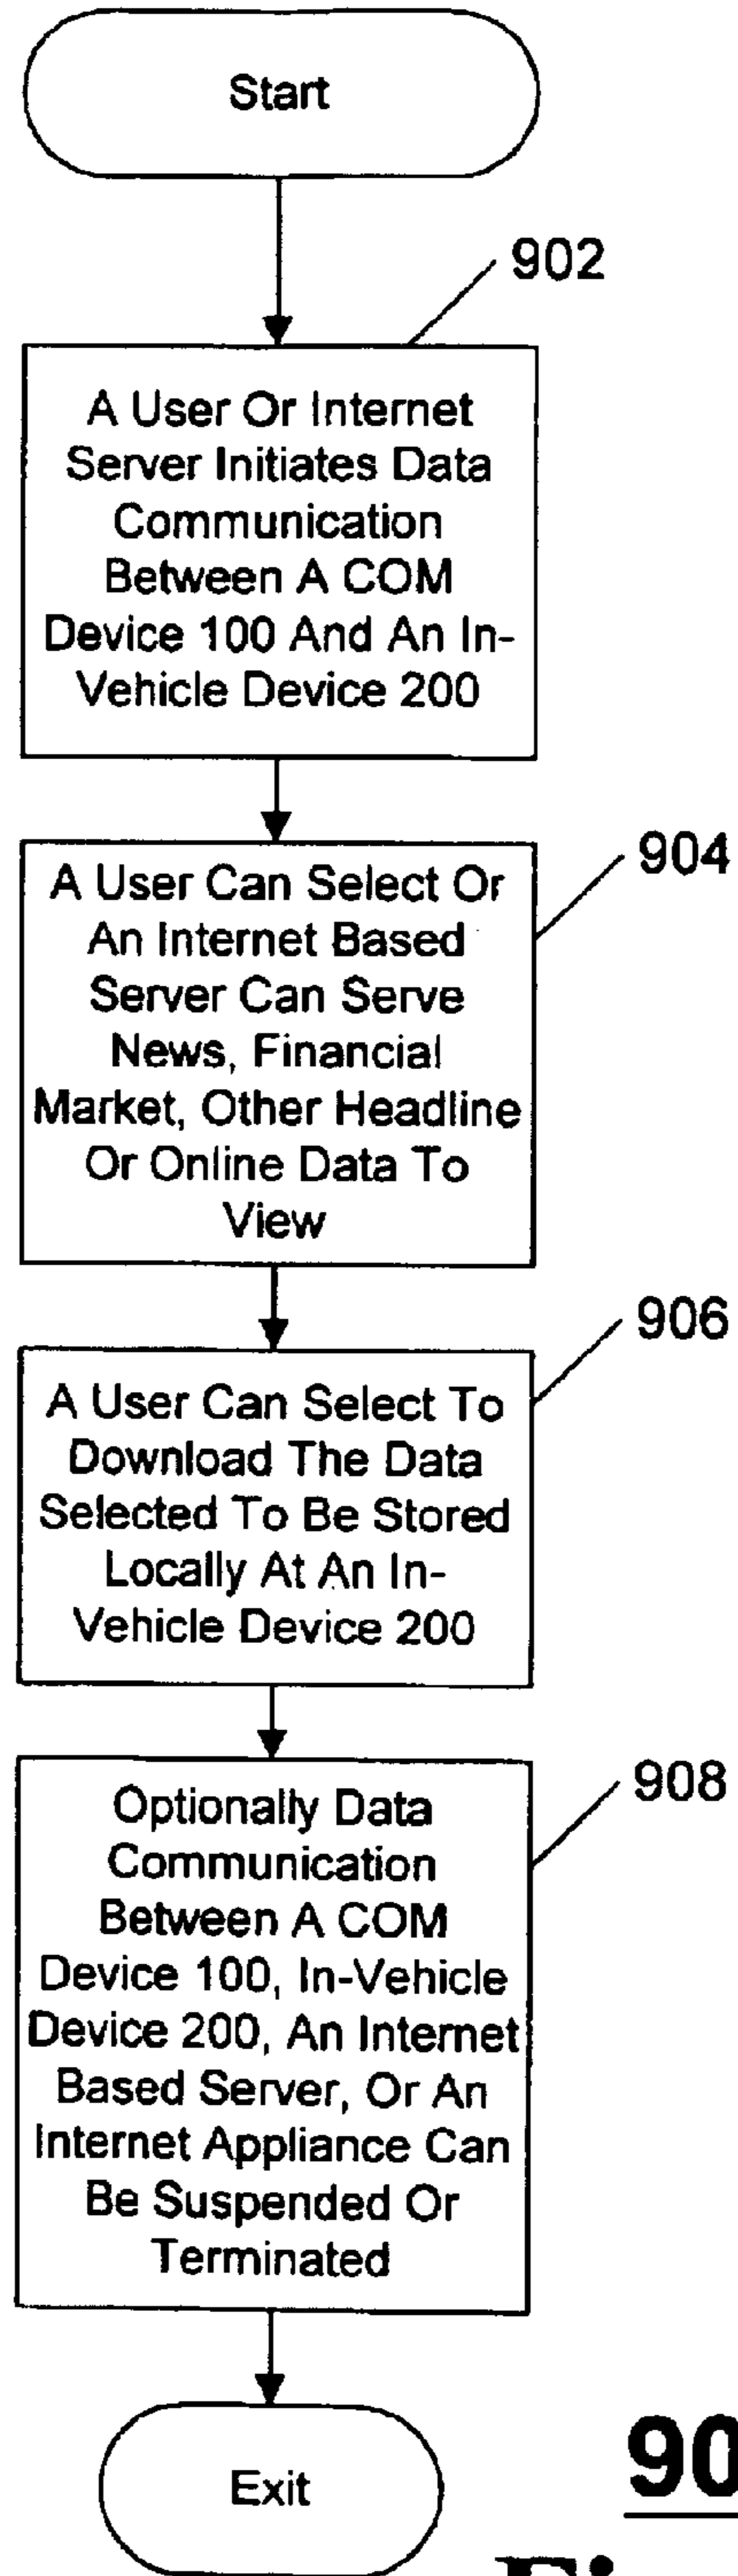 Start
902
A User Or Internet
Server Initiates Data
Communication
Between A COM
Device 100 And An In-
Vehicle Device 200
904
A User Can Select Or
An Internet Based
Server Can Serve
News, Financial
Market, Other Headline
Or Online Data To
View
906
A User Can Select To
Download The Data
Selected To Be Stored
Locally At An In-
Vehicle Device 200
908
Optionally Data
Communication
Between A COM
Device 100, In-Vehicle
Device 200, An Internet
Based Server, Or An
Internet Appliance Can
Be Suspended Or
Terminated
Exit